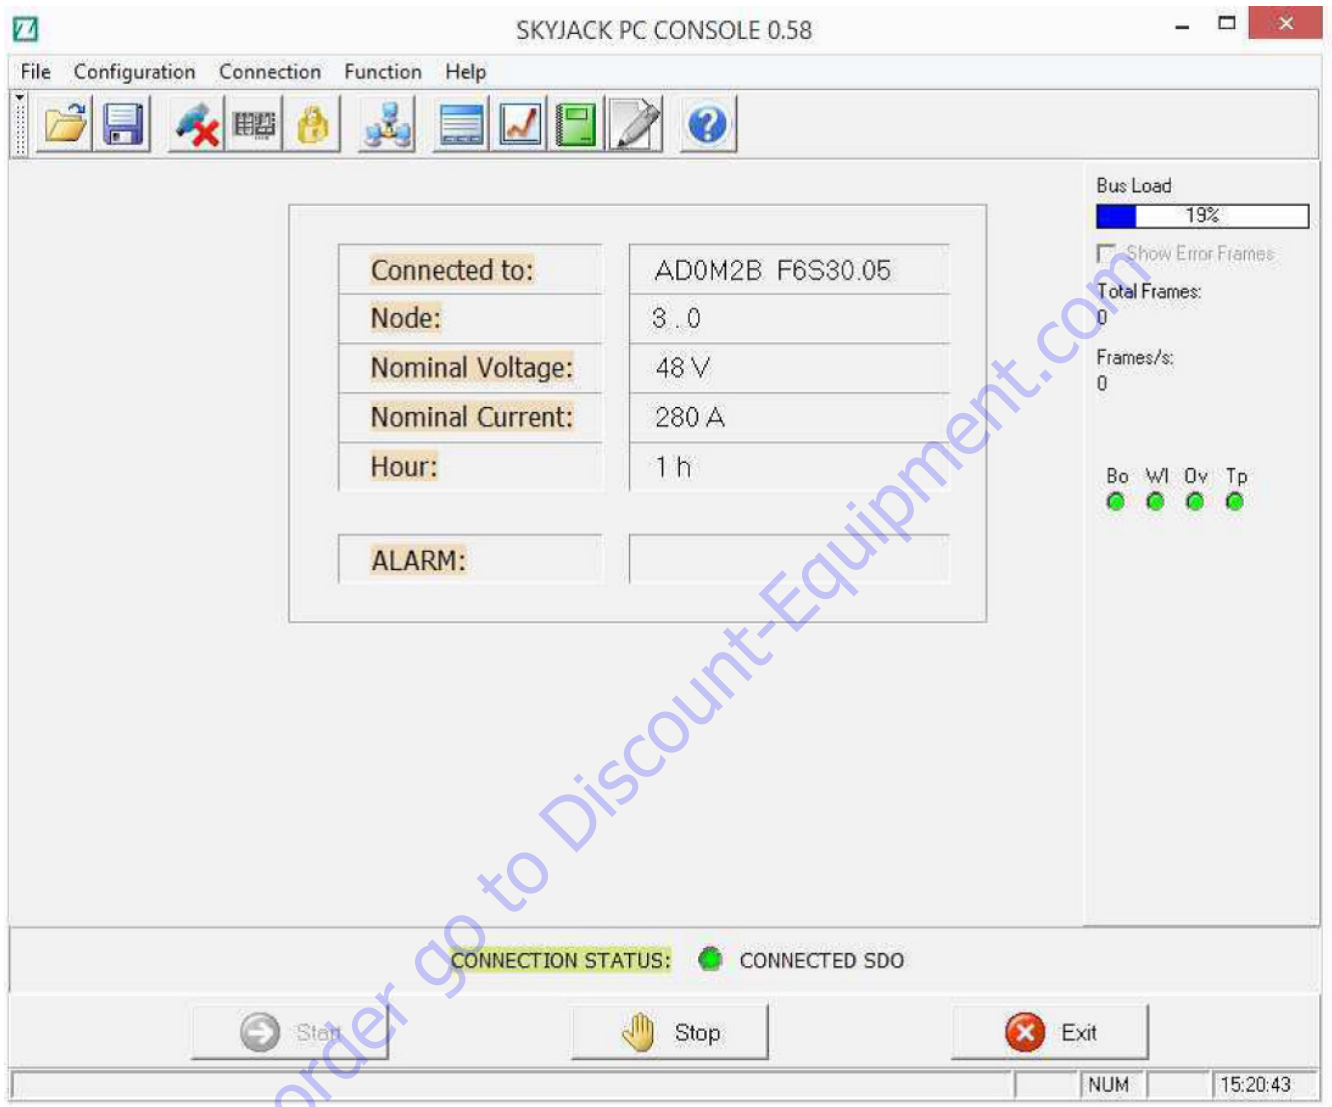 SKYJACK PC CONSOLE 0.58
File Configuration Connection Function Help
Bus Load
19%
Show Error Frames
Total Frames:
0
Frames/s:
0
Bo Wl Ov Tp
Connected to: AD0M2B F6S30.05
Node: 3 . 0
Nominal Voltage: 48 V
Nominal Current: 280 A
Hour: 1 h
ALARM:
CONNECTION STATUS: CONNECTED SDO
Start Stop Exit
NUM 15:20:43
order go to Discount-Equipment.com